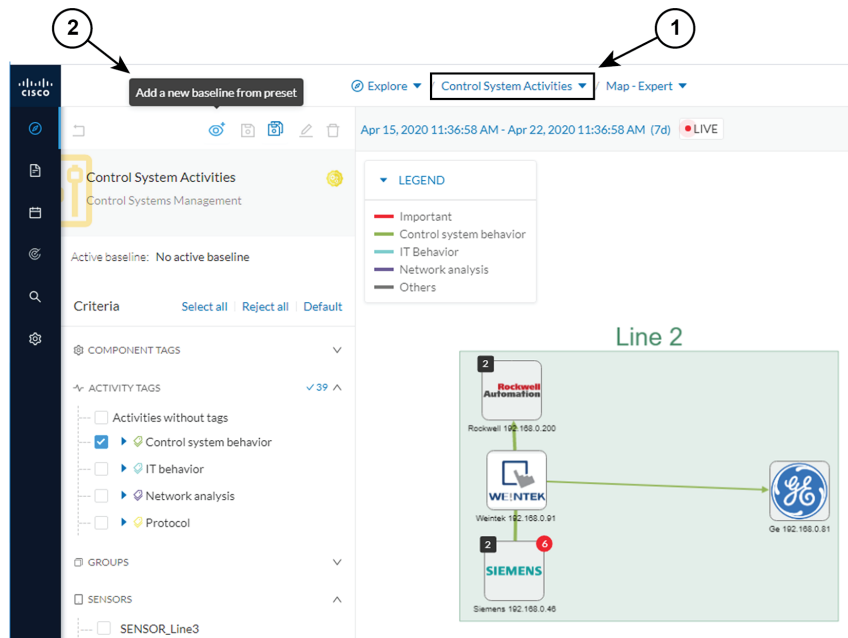 2
1
CISCO
Add a new baseline from preset
Explore / Control System Activities / Map - Expert
Apr 15, 2020 11:36:58 AM - Apr 22, 2020 11:36:58 AM (7d) LIVE
Control System Activities
Control Systems Management
Active baseline: No active baseline
Criteria Select all Reject all Default
COMPONENT TAGS
ACTIVITY TAGS 39
Activities without tags
Control system behavior
IT behavior
Network analysis
Protocol
GROUPS
SENSORS
SENSOR_Line3
LEGEND
Important
Control system behavior
IT Behavior
Network analysis
Others
Line 2
2
Rockwell
Automation
Rockwell 192.168.0.200
WEINTEK
Weintek 192.168.0.91
GE
Ge 192.168.0.81
2
6
SIEMENS
Siemens 192.168.0.46